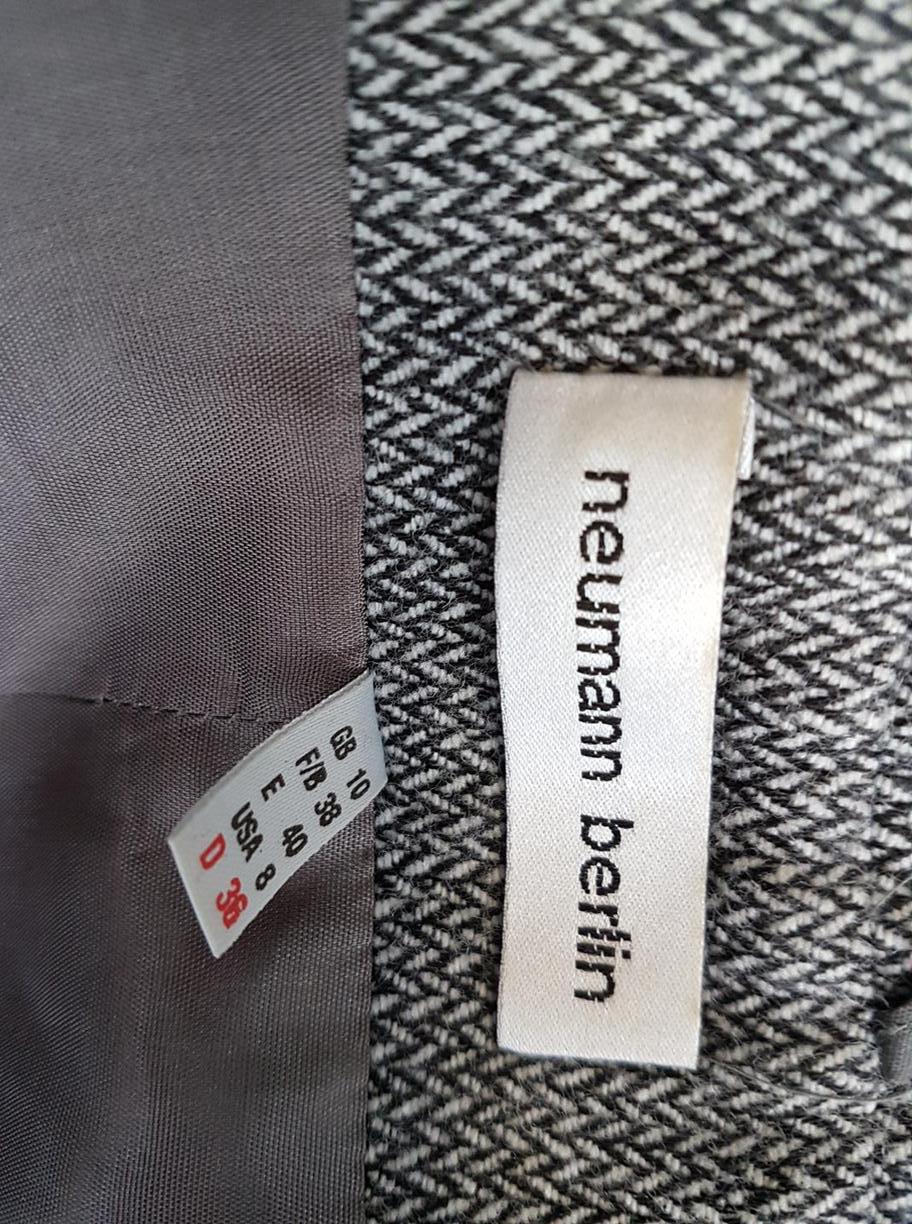 neumann berlin
GB 10
F/B 38
E 40
USA 8
D 36